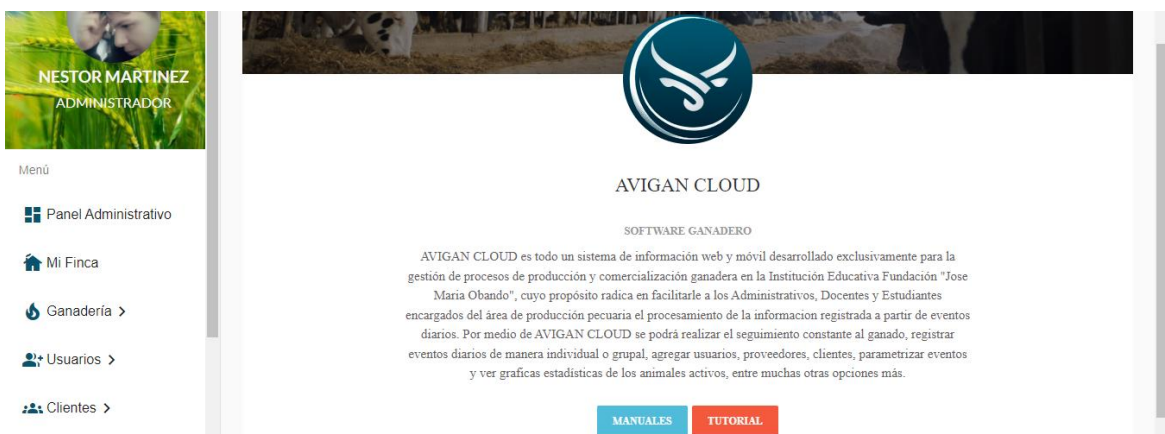 NESTOR MARTINEZ
ADMINISTRADOR
Menú
Panel Administrativo
Mi Finca
Ganadería >
Usuarios >
Clientes >
AVIGAN CLOUD
SOFTWARE GANADERO
AVIGAN CLOUD es todo un sistema de información web y móvil desarrollado exclusivamente para la
gestión de procesos de producción y comercialización ganadera en la Institución Educativa Fundación "Jose
Maria Obando", cuyo propósito radica en facilitarle a los Administrativos, Docentes y Estudiantes
encargados del área de producción pecuaria el procesamiento de la informacion registrada a partir de eventos
diarios. Por medio de AVIGAN CLOUD se podrá realizar el seguimiento constante al ganado, registrar
eventos diarios de manera individual o grupal, agregar usuarios, proveedores, clientes, parametrizar eventos
y ver graficas estadísticas de los animales activos, entre muchas otras opciones más.
MANUALES
TUTORIAL